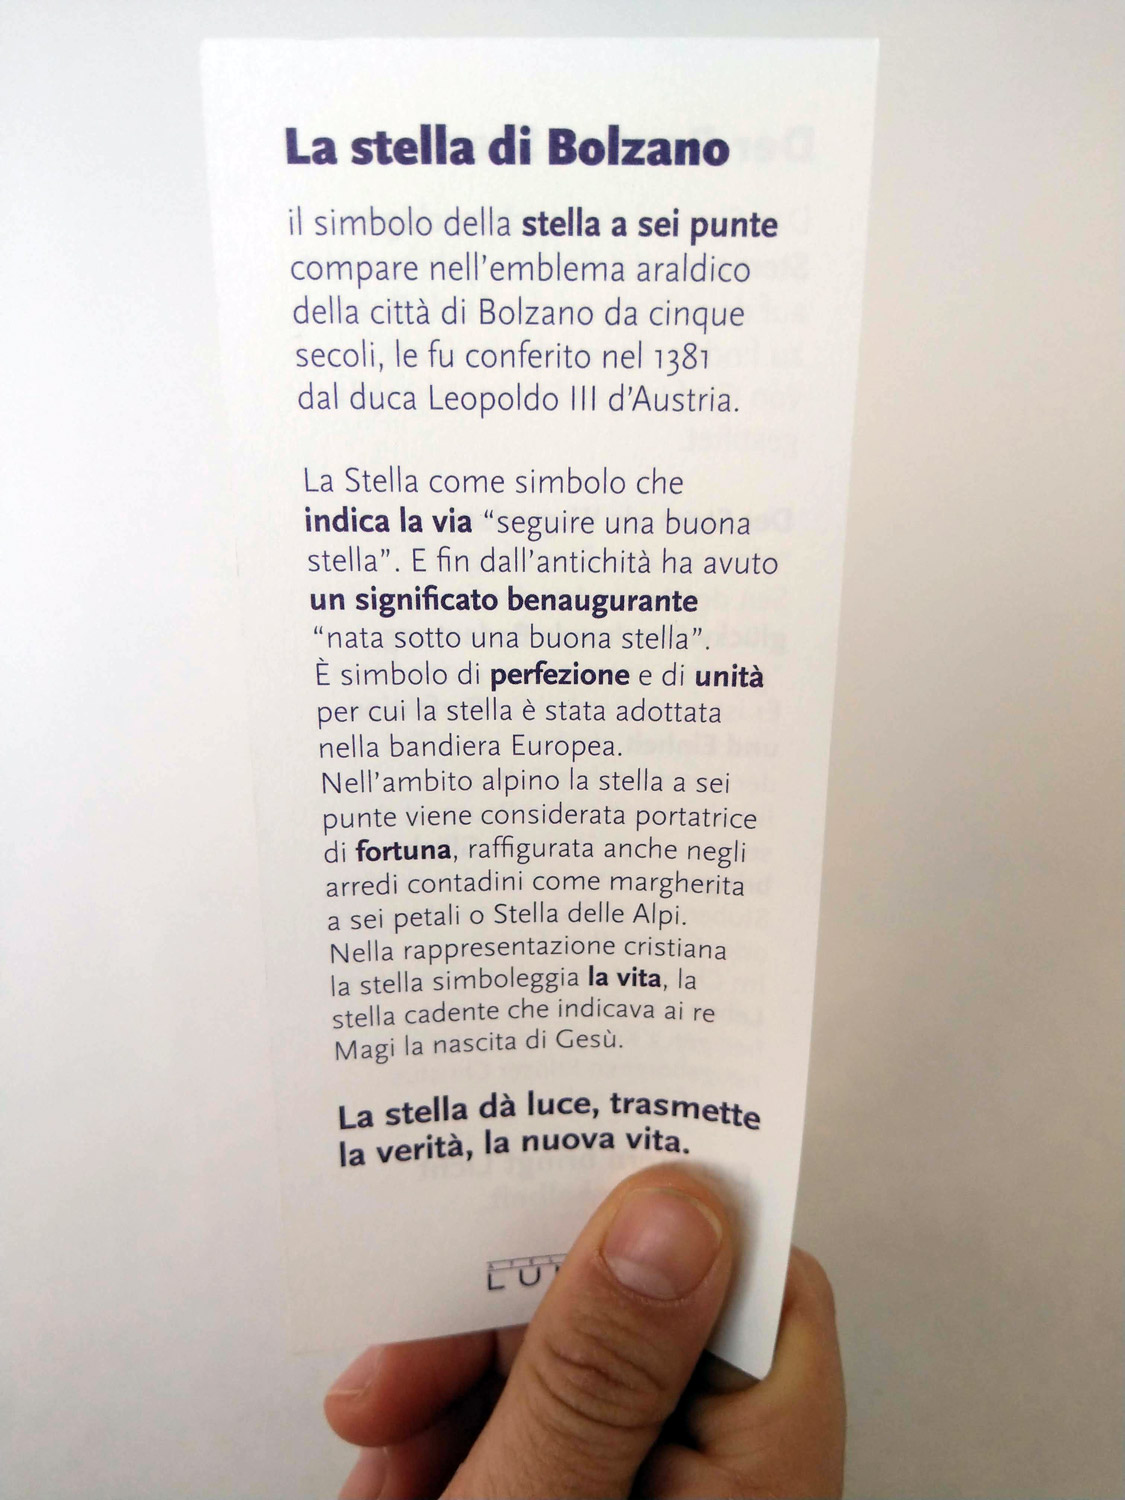 La stella di Bolzano
il simbolo della stella a sei punte
compare nell'emblema araldico
della città di Bolzano da cinque
secoli, le fu conferito nel 1381
dal duca Leopoldo III d'Austria.
La Stella come simbolo che
indica la via “seguire una buona
stella”. E fin dall'antichità ha avuto
un significato benaugurante
“nata sotto una buona stella”.
È simbolo di perfezione e di unità
per cui la stella è stata adottata
nella bandiera Europea.
Nell'ambito alpino la stella a sei
punte viene considerata portatrice
di fortuna, raffigurata anche negli
arredi contadini come margherita
a sei petali o Stella delle Alpi.
Nella rappresentazione cristiana
la stella simboleggia la vita, la
stella cadente che indicava ai re
Magi la nascita di Gesù.
La stella dà luce, trasmette
la verità, la nuova vita.